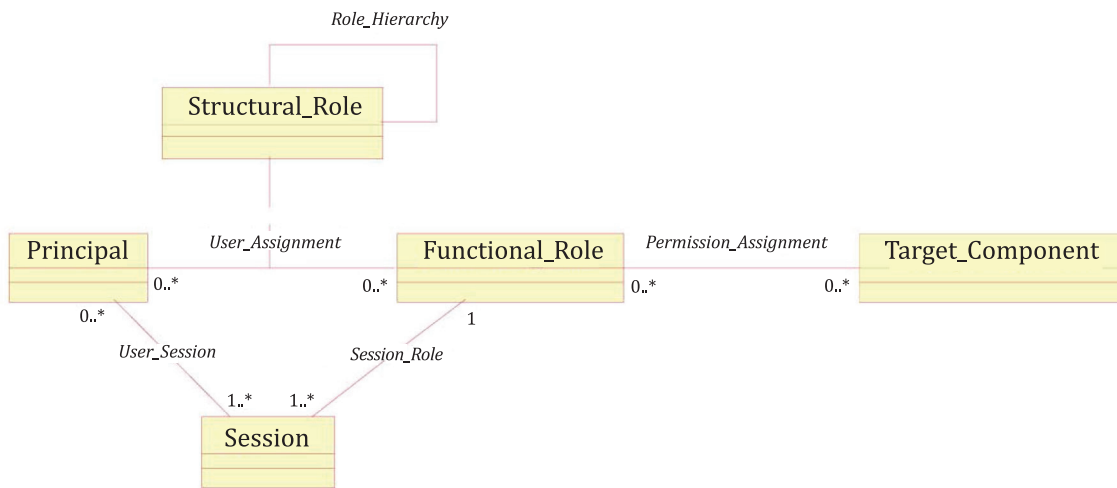 Role_Hierarchy
Structural_Role
Principal
User_Assignment
Functional_Role
Permission_Assignment
Target_Component
0..*
0..*
0..*
0..*
0..*
1
User_Session
Session_Role
1..*
1..*
Session